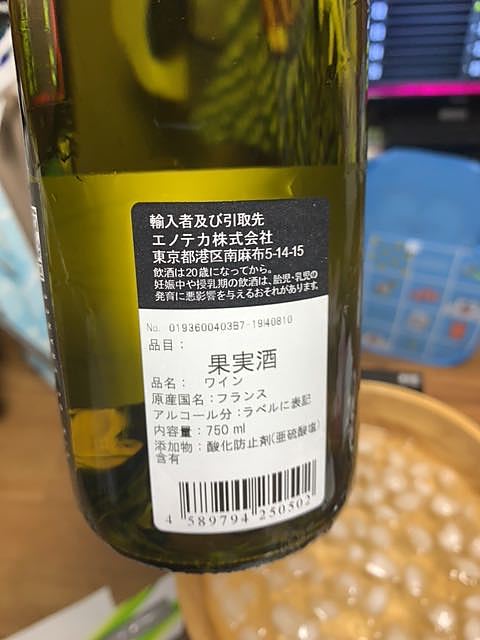 輸入者及び引取先
エノテカ株式会社
東京都港区南麻布5-14-15
飲酒は20歳になってから。
妊娠中や授乳期の飲酒は、胎児・乳児の
発育に悪影響を与えるおそれがあります。
No. 0193600403B7-19I40810
品目：
果実酒
品名： ワイン
原産国名：フランス
アルコール分：ラベルに表記
内容量：750 ml
添加物：酸化防止剤(亜硫酸塩)
含有
4 589794 250502